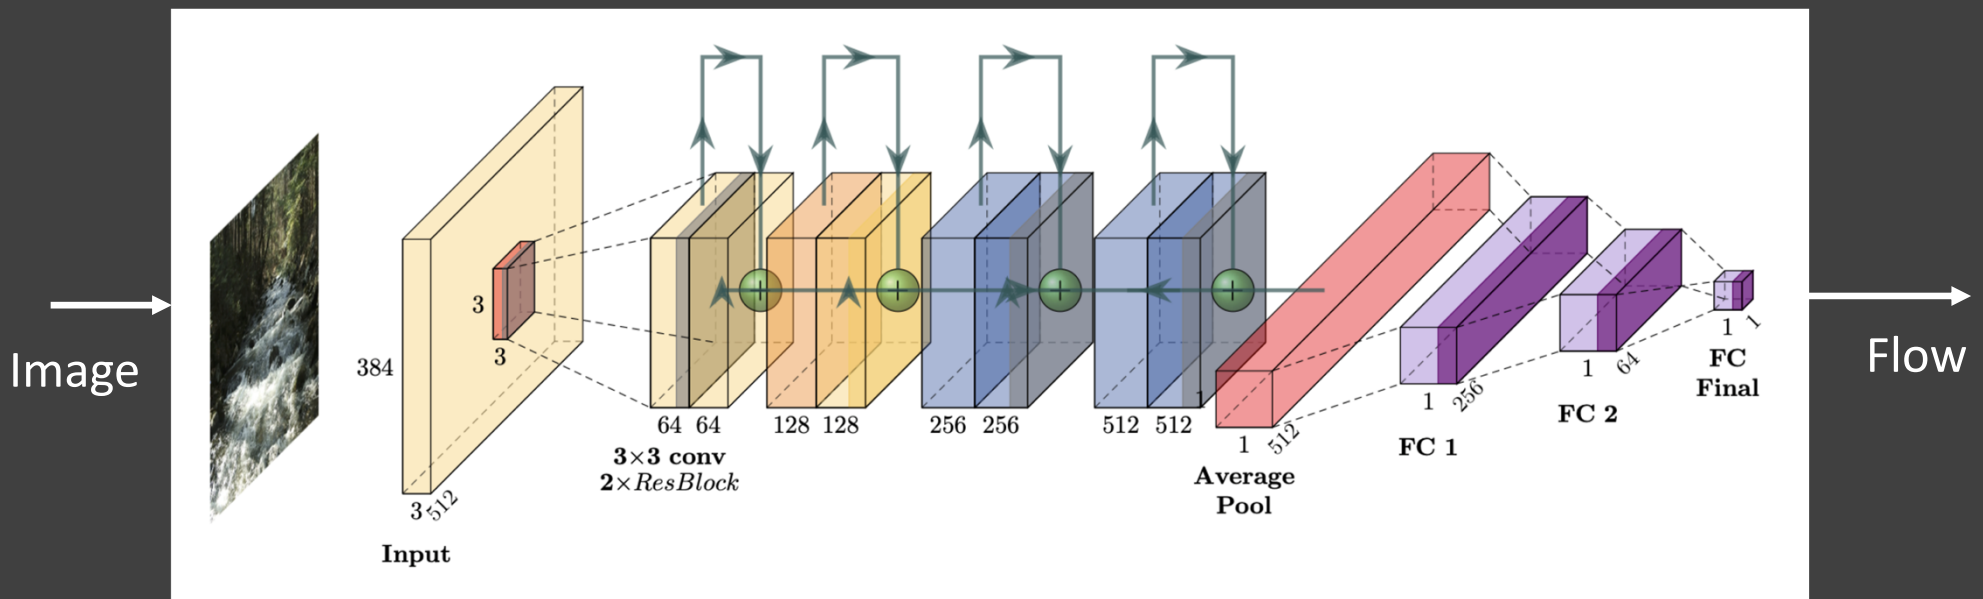 Image
384
3
3
3 512
Input
64 64
3×3 conv
2×ResBlock
128 128
256 256
512 512
1
1 512
Average
Pool
1 256
FC 1
1 64
FC 2
1 1
FC
Final
Flow